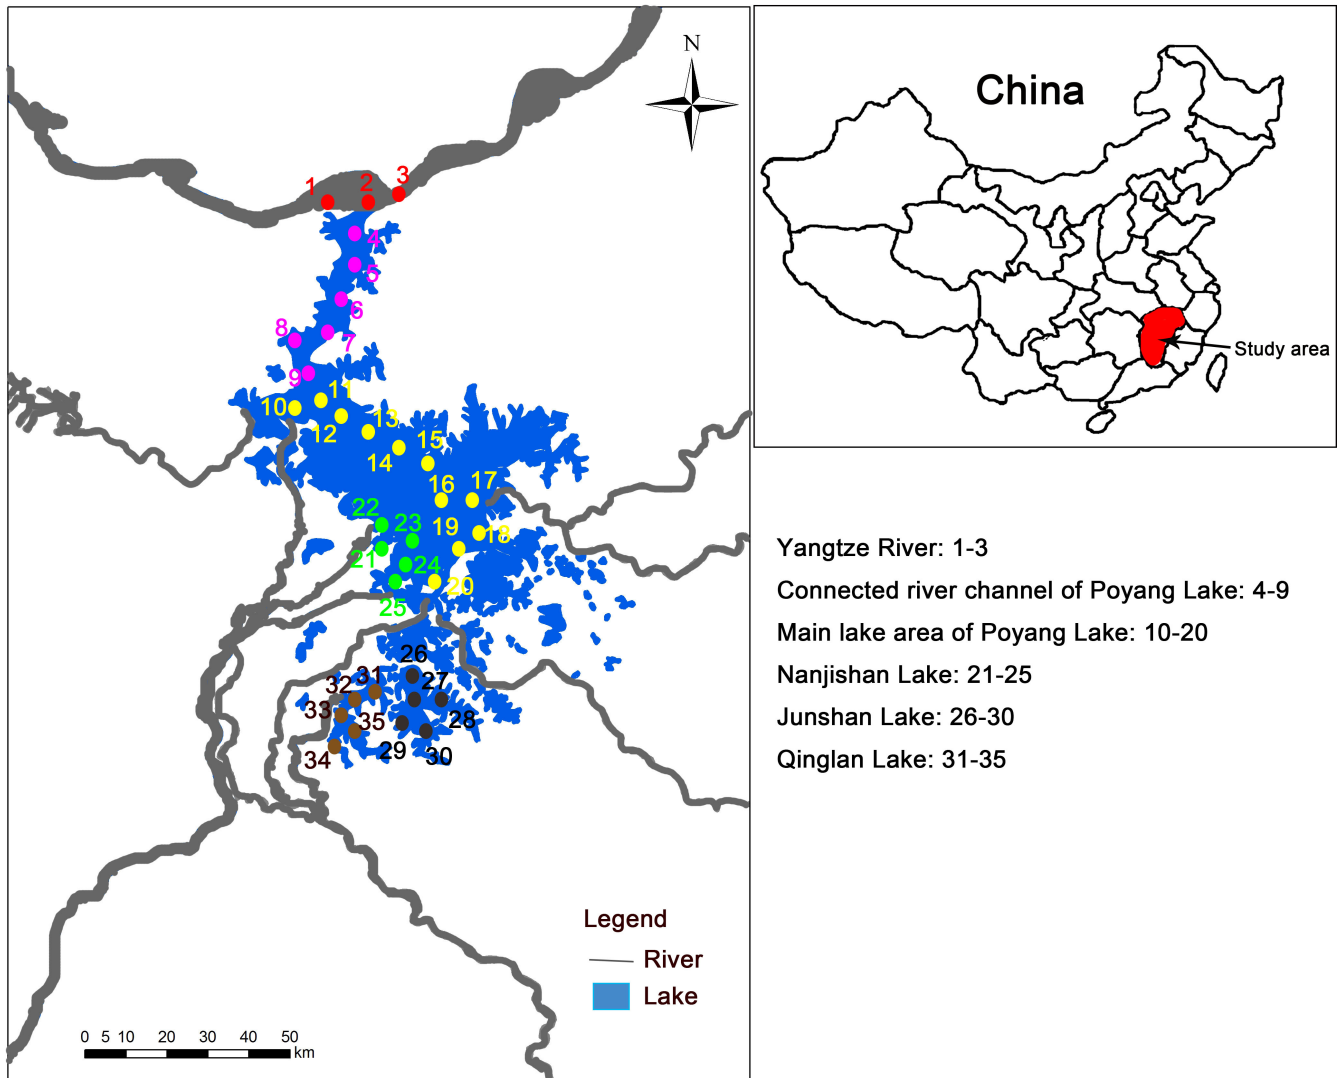 N
1
2
3
4
5
6
7
8
9
10
11
12
13
14
15
16
17
18
19
20
21
22
23
24
25
26
27
28
29
30
31
32
33
34
35
Legend
River
Lake
0 5 10 20 30 40 50
km
China
Study area
Yangtze River: 1-3
Connected river channel of Poyang Lake: 4-9
Main lake area of Poyang Lake: 10-20
Nanjishan Lake: 21-25
Junshan Lake: 26-30
Qinglan Lake: 31-35